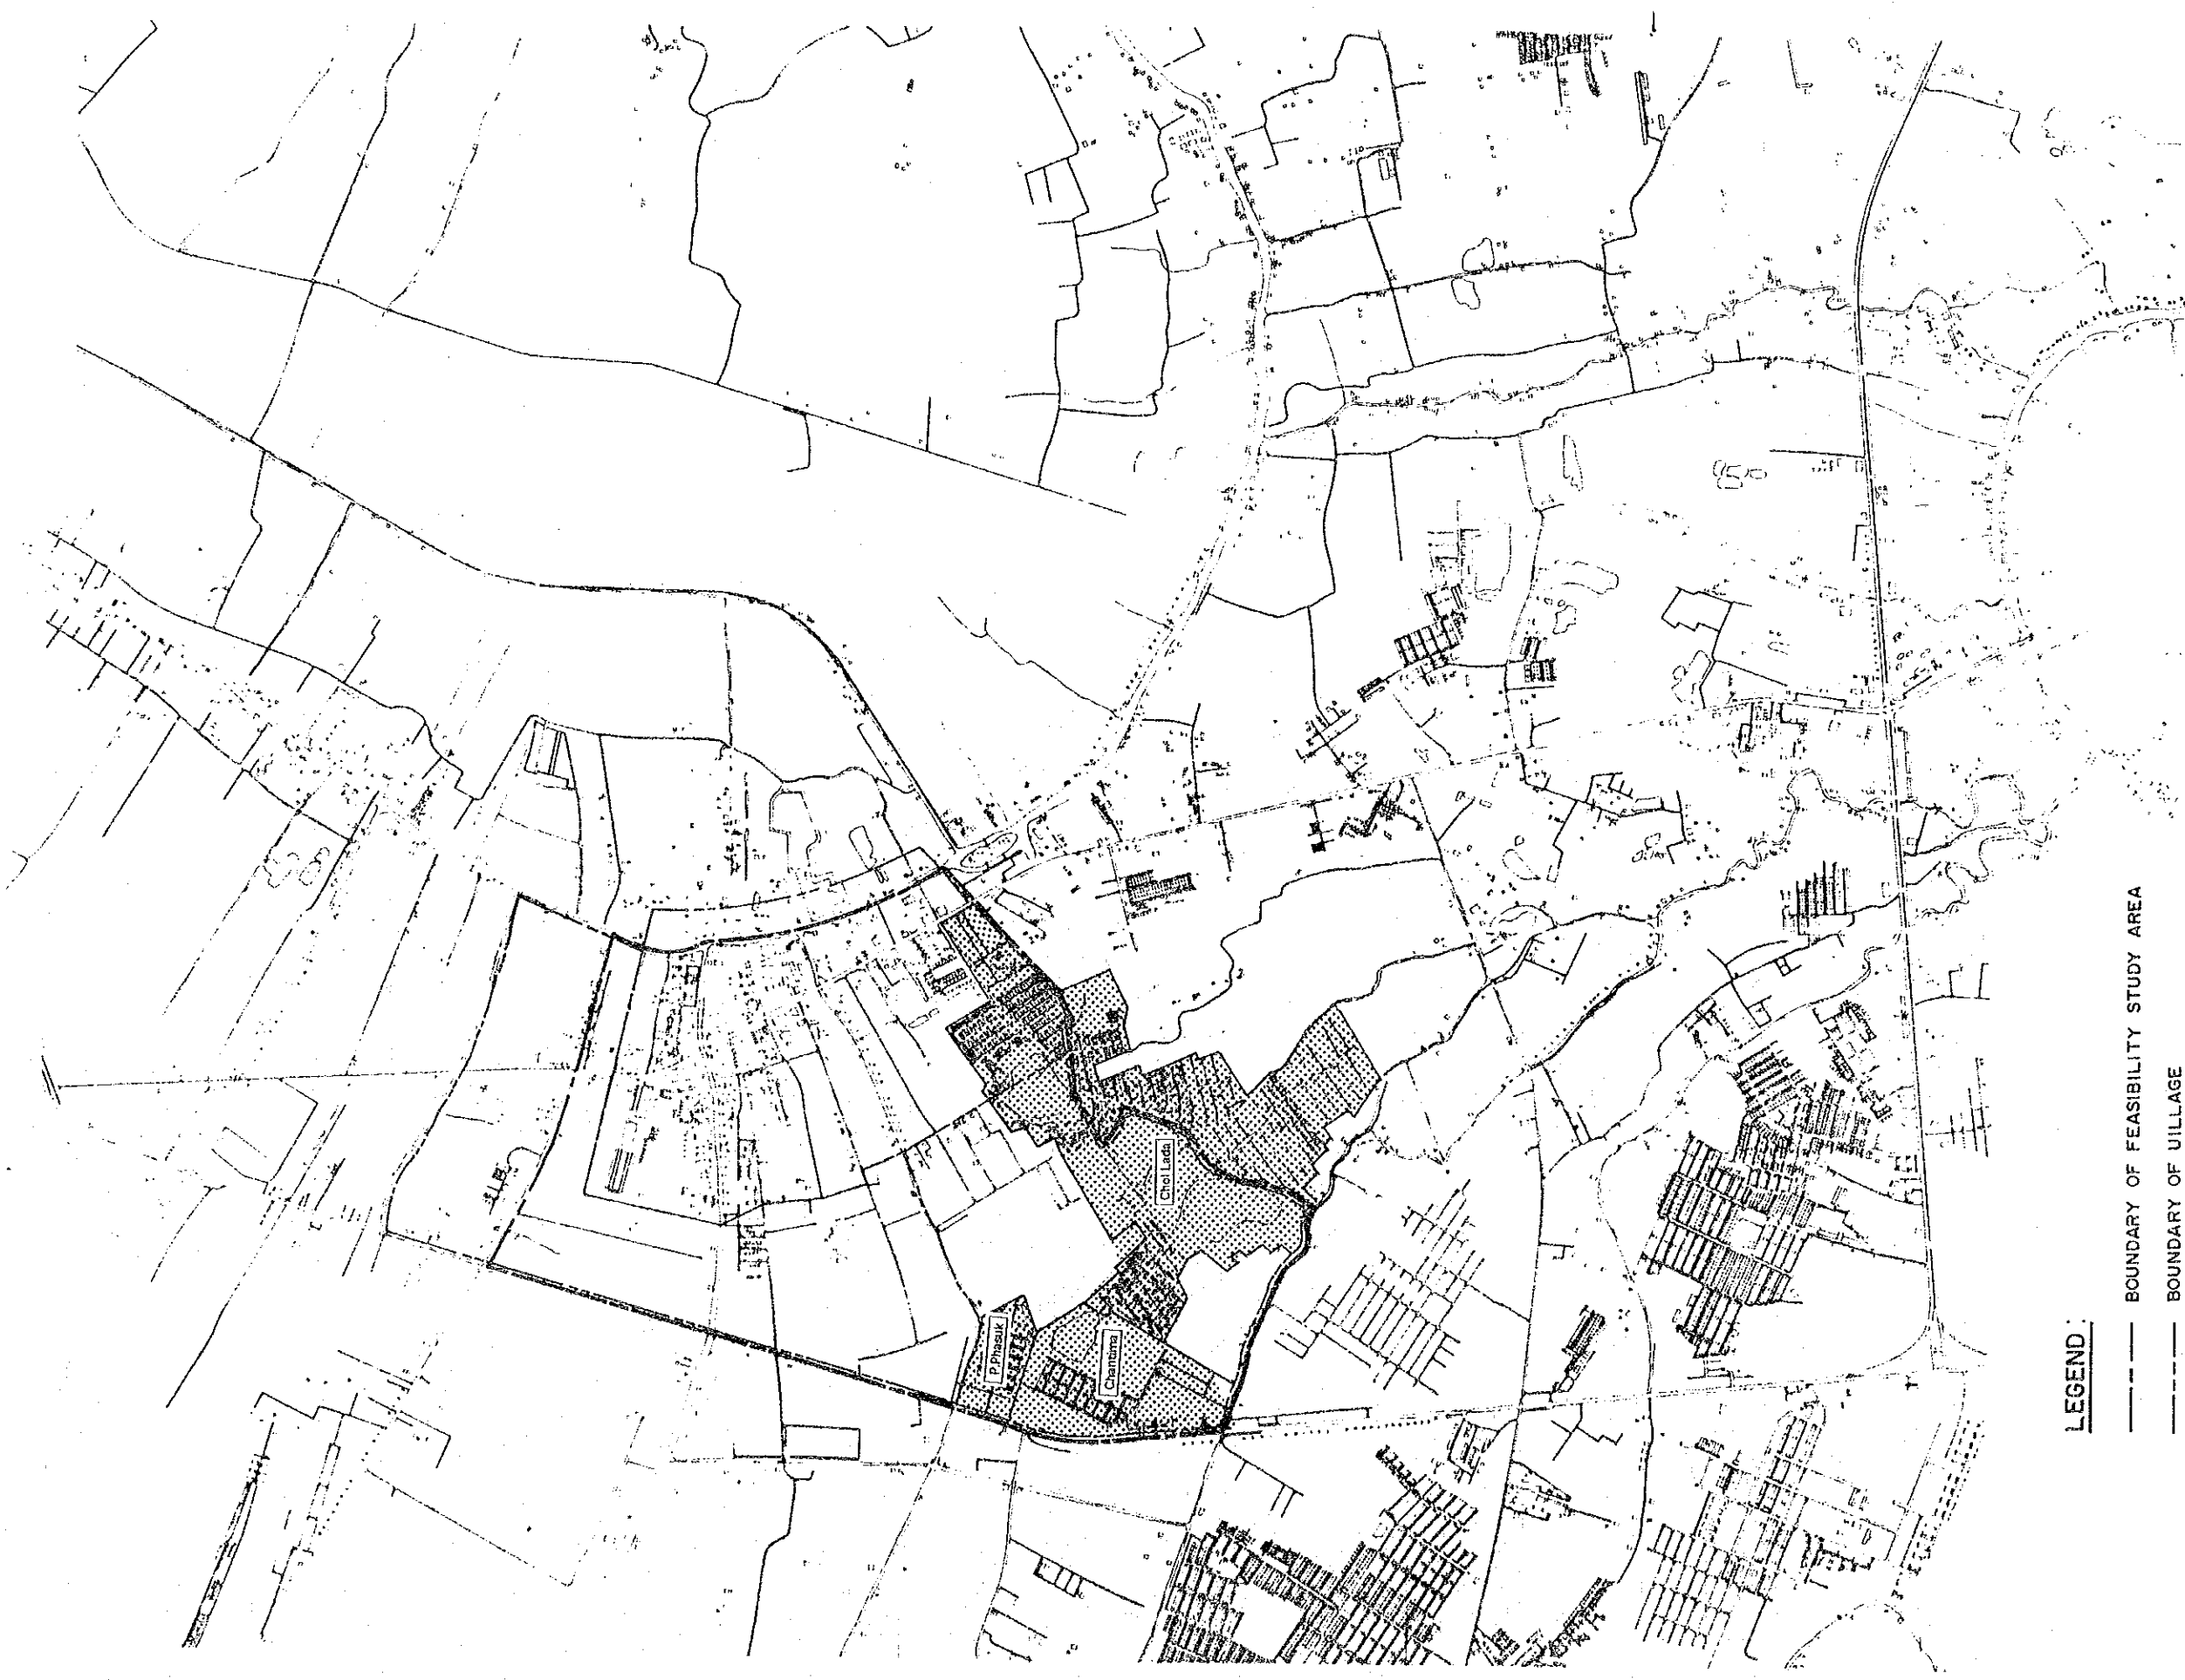 P.Phasuk
Chantima
Chol Lada
LEGEND:
BOUNDARY OF FEASIBILITY STUDY AREA
BOUNDARY OF UILLAGE